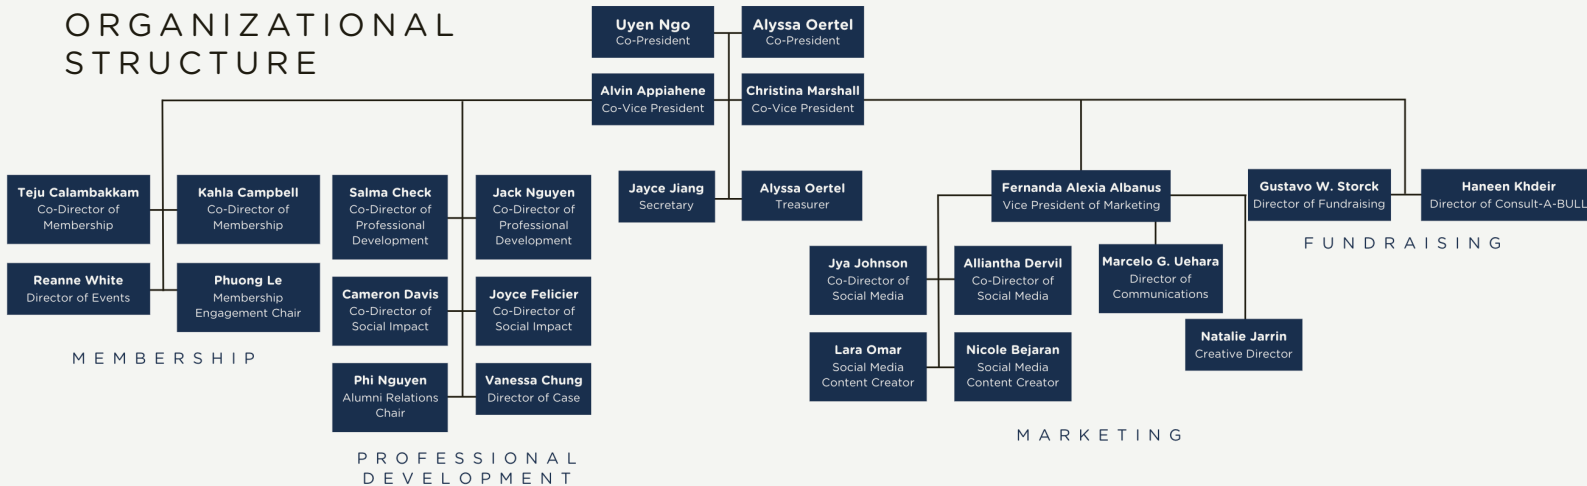 ORGANIZATIONAL
STRUCTURE
Uyen Ngo
Co-President
Alyssa Oertel
Co-President
Alvin Appiahene
Co-Vice President
Christina Marshall
Co-Vice President
Jayce Jiang
Secretary
Alyssa Oertel
Treasurer
Teju Calambakkam
Co-Director of
Membership
Kahla Campbell
Co-Director of
Membership
Reanne White
Director of Events
Phuong Le
Membership
Engagement Chair
MEMBERSHIP
Salma Check
Co-Director of
Professional
Development
Jack Nguyen
Co-Director of
Professional
Development
Cameron Davis
Co-Director of
Social Impact
Joyce Felicier
Co-Director of
Social Impact
Phi Nguyen
Alumni Relations
Chair
Vanessa Chung
Director of Case
PROFESSIONAL
DEVELOPMENT
Fernanda Alexia Albanus
Vice President of Marketing
Jya Johnson
Co-Director of
Social Media
Alliantha Dervil
Co-Director of
Social Media
Marcelo G. Uehara
Director of
Communications
Lara Omar
Social Media
Content Creator
Nicole Bejaran
Social Media
Content Creator
Natalie Jarrin
Creative Director
MARKETING
Gustavo W. Storck
Director of Fundraising
Haneen Khdeir
Director of Consult-A-BULL
FUNDRAISING